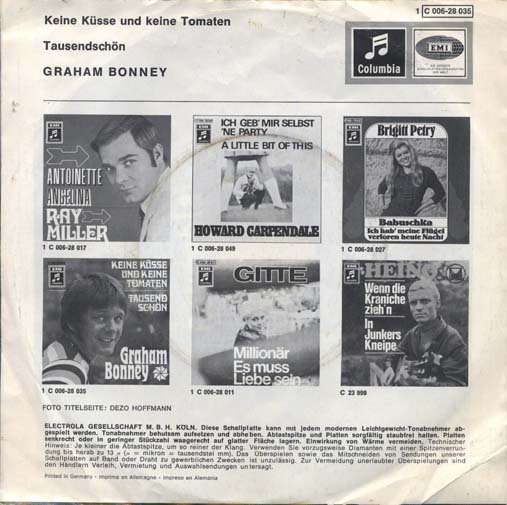 Keine Küsse und keine Tomaten
1 C 006-28 035
Tausendschön
GRAHAM BONNEY
Columbia
EMI
EMI
ANTOINETTE
ANGELINA
RAY
MILLER
1 C 006-28 017
EMI
ICH GEB' MIR SELBST
'NE PARTY
A LITTLE BIT OF THIS
HOWARD CARPENDALE
1 C 006-28 049
EMI
Brigitt Petry
Babuschka
Ich hab' meine Flügel
verloren heute Nacht
1 C 006-28 027
EMI
KEINE KÜSSE
UND KEINE
TOMATEN
TAUSEND
SCHÖN
Graham
Bonney
1 C 006-28 035
EMI
GITTE
Millionär
Es muss
Liebe sein
1 C 006-28 011
HEINO
Wenn die
Kraniche
zieh'n
In
Junkers
Kneipe
C 23 999
FOTO TITELSEITE: DEZO HOFFMANN
ELECTROLA GESELLSCHAFT M. B. H. KÖLN. Diese Schallplatte kann mit jedem modernen Leichtgewicht-Tonabnehmer ab-
gespielt werden. Tonabnehmer behutsam aufsetzen und abheben. Abtastspitze und Platten sorgfältig staubfrei halten. Platten
senkrecht oder in geringer Stückzahl waagerecht auf glatter Fläche lagern. Einwirkung von Wärme vermeiden. Technischer
Hinweis: Je kleiner die Abtastspitze, um so reiner der Klang. Verwenden Sie vorzugsweise Diamanten mit einer Spitzenverrun-
dung bis herab zu 13 µ (µ = mikron = tausendstel mm). Das Überspielen sowie das Mitschneiden von Sendungen unserer
Schallplatten auf Band oder Draht zu gewerblichen Zwecken ist unzulässig. Zur Vermeidung unerlaubter Überspielungen sind
den Händlern Verleih, Vermietung und Auswahlsendungen untersagt.
Printed in Germany - Imprimé en Allemagne - Impreso en Alemania